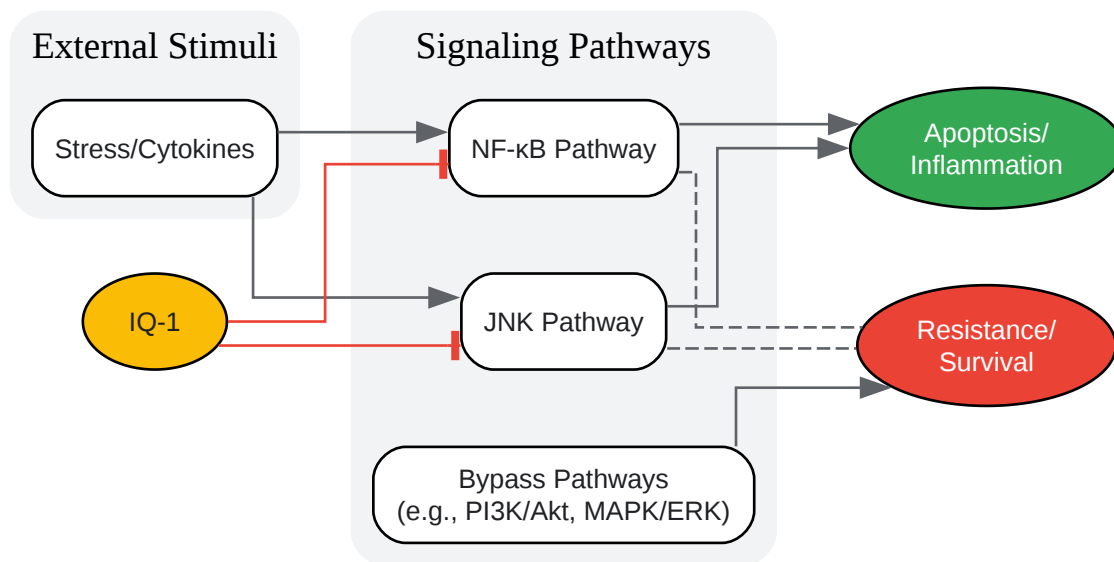 External Stimuli
Signaling Pathways
Stress/Cytokines
NF-κB Pathway
Apoptosis/
Inflammation
IQ-1
JNK Pathway
Resistance/
Survival
Bypass Pathways
(e.g., PI3K/Akt, MAPK/ERK)